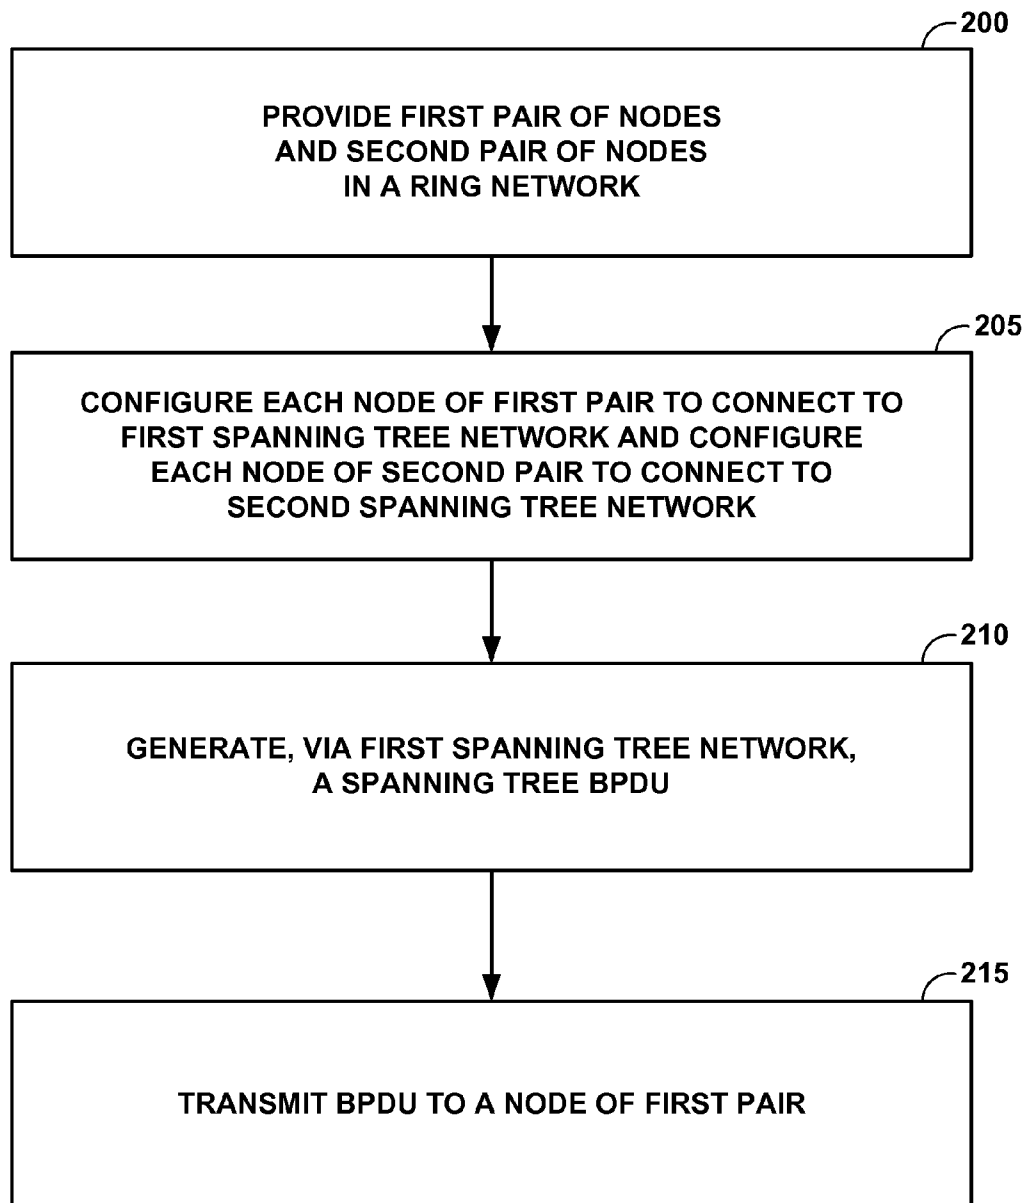 200
PROVIDE FIRST PAIR OF NODES
AND SECOND PAIR OF NODES
IN A RING NETWORK
205
CONFIGURE EACH NODE OF FIRST PAIR TO CONNECT TO
FIRST SPANNING TREE NETWORK AND CONFIGURE
EACH NODE OF SECOND PAIR TO CONNECT TO
SECOND SPANNING TREE NETWORK
210
GENERATE, VIA FIRST SPANNING TREE NETWORK,
A SPANNING TREE BPDU
215
TRANSMIT BPDU TO A NODE OF FIRST PAIR